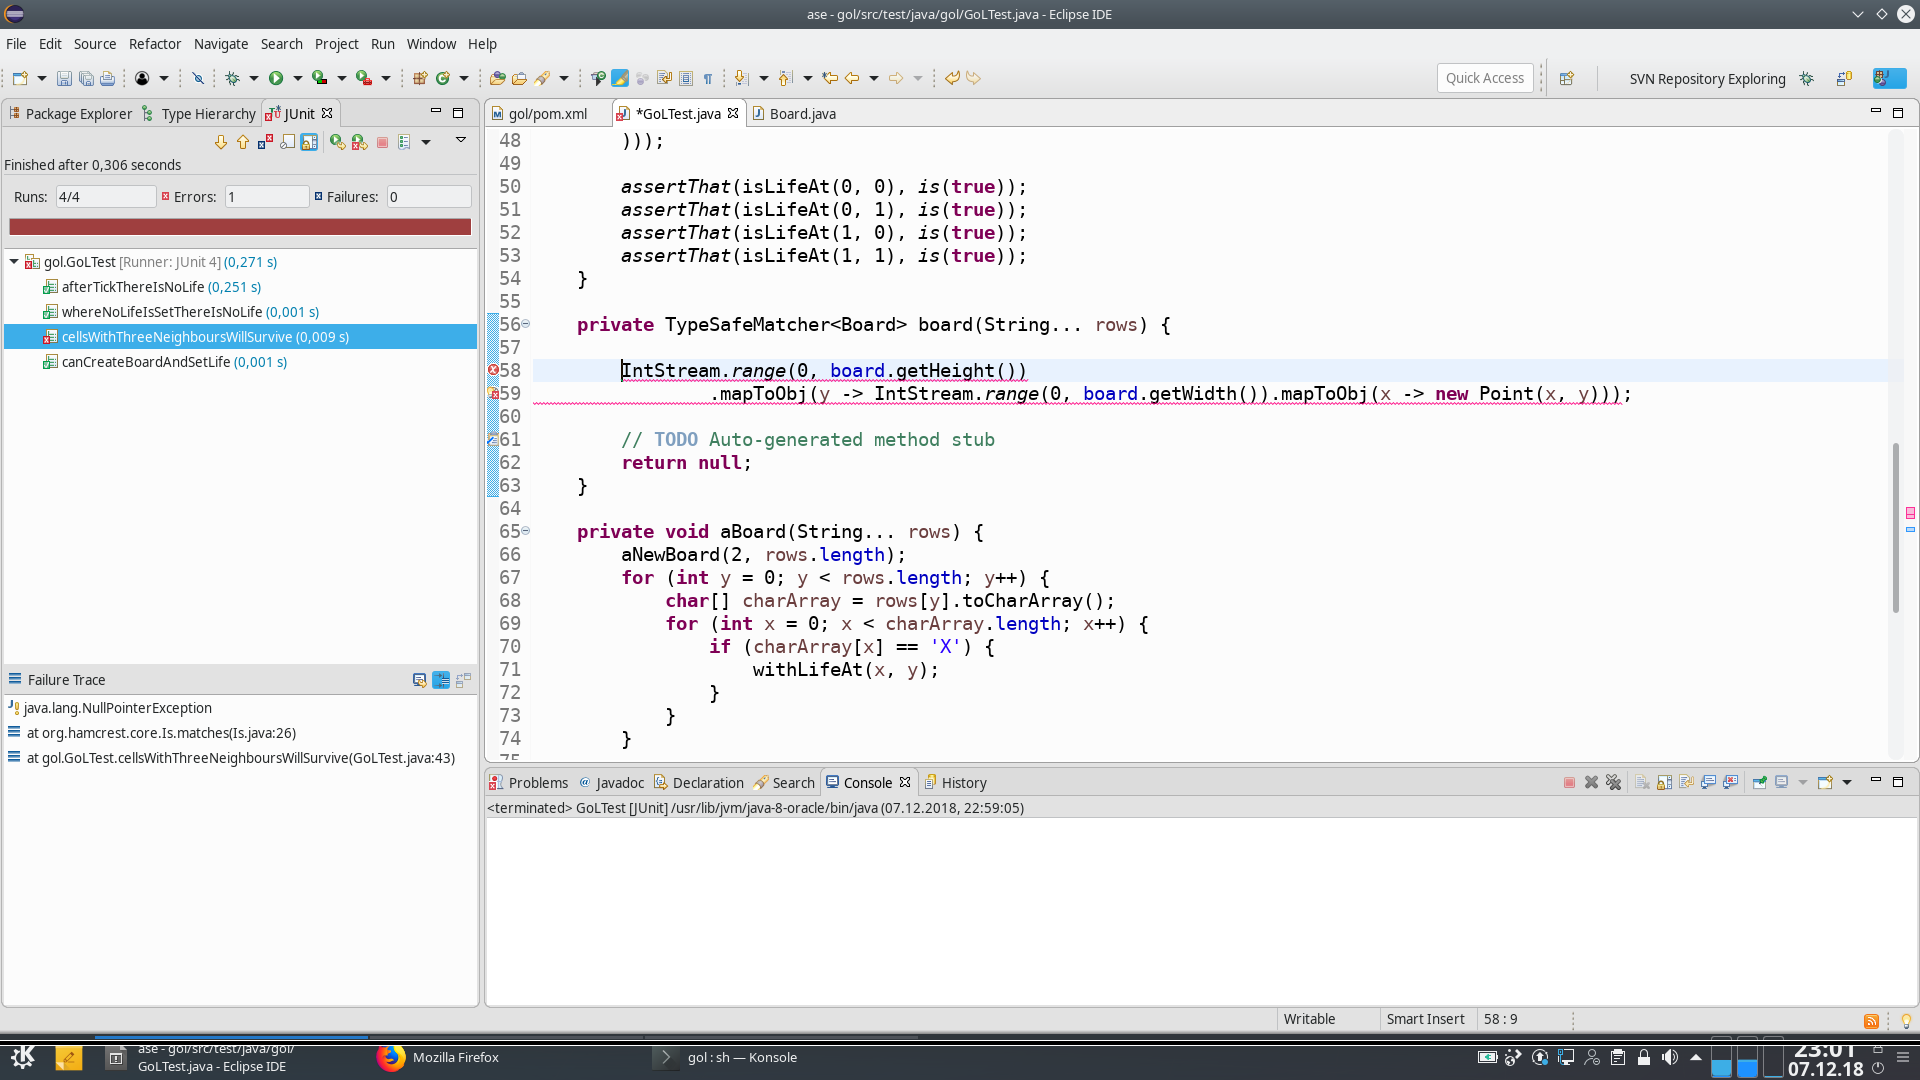 ase - gol/src/test/java/gol/GoLTest.java - Eclipse IDE
File Edit Source Refactor Navigate Search Project Run Window Help
Quick Access
SVN Repository Exploring
Package Explorer Type Hierarchy JUnit
Finished after 0,306 seconds
Runs: 4/4 Errors: 1 Failures: 0
gol.GoLTest [Runner: JUnit 4] (0,271 s)
afterTickThereIsNoLife (0,251 s)
whereNoLifeIsSetThereIsNoLife (0,001 s)
cellsWithThreeNeighboursWillSurvive (0,009 s)
canCreateBoardAndSetLife (0,001 s)
Failure Trace
java.lang.NullPointerException
at org.hamcrest.core.Is.matches(Is.java:26)
at gol.GoLTest.cellsWithThreeNeighboursWillSurvive(GoLTest.java:43)
gol/pom.xml *GoLTest.java Board.java
48 )));
49
50 assertThat(isLifeAt(0, 0), is(true));
51 assertThat(isLifeAt(0, 1), is(true));
52 assertThat(isLifeAt(1, 0), is(true));
53 assertThat(isLifeAt(1, 1), is(true));
54 }
55
56 private TypeSafeMatcher<Board> board(String... rows) {
57
58 IntStream.range(0, board.getHeight())
59 .mapToObj(y -> IntStream.range(0, board.getWidth()).mapToObj(x -> new Point(x, y)));
60
61 // TODO Auto-generated method stub
62 return null;
63 }
64
65 private void aBoard(String... rows) {
66 aNewBoard(2, rows.length);
67 for (int y = 0; y < rows.length; y++) {
68 char[] charArray = rows[y].toCharArray();
69 for (int x = 0; x < charArray.length; x++) {
70 if (charArray[x] == 'X') {
71 withLifeAt(x, y);
72 }
73 }
74 }
75
Problems Javadoc Declaration Search Console History
<terminated> GoLTest [JUnit] /usr/lib/jvm/java-8-oracle/bin/java (07.12.2018, 22:59:05)
Writable Smart Insert 58 : 9
ase - gol/src/test/java/gol/
GoLTest.java - Eclipse IDE
Mozilla Firefox
gol : sh — Konsole
23:01
07.12.18